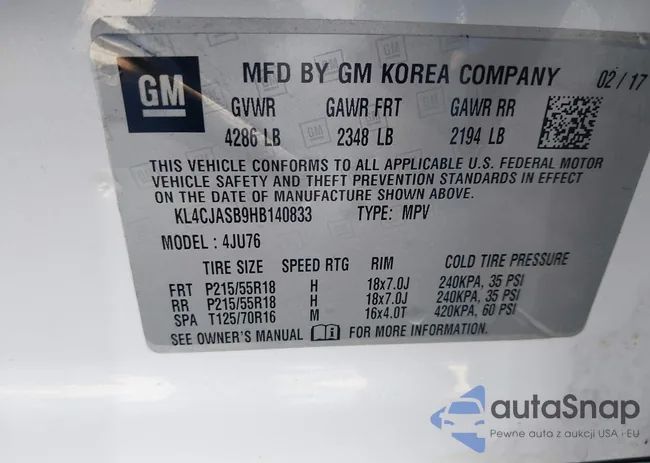 GM
MFD BY GM KOREA COMPANY 02/17
GVWR GAWR FRT GAWR RR
4286 LB 2348 LB 2194 LB
THIS VEHICLE CONFORMS TO ALL APPLICABLE U.S. FEDERAL MOTOR
VEHICLE SAFETY AND THEFT PREVENTION STANDARDS IN EFFECT
ON THE DATE OF MANUFACTURE SHOWN ABOVE.
KL4CJASB9HB140833 TYPE: MPV
MODEL : 4JU76
TIRE SIZE SPEED RTG RIM COLD TIRE PRESSURE
FRT P215/55R18 H 18x7.0J 240KPA, 35 PSI
RR P215/55R18 H 18x7.0J 240KPA, 35 PSI
SPA T125/70R16 M 16x4.0T 420KPA, 60 PSI
SEE OWNER'S MANUAL FOR MORE INFORMATION.
autaSnap
Pewne auta z aukcji USA i EU